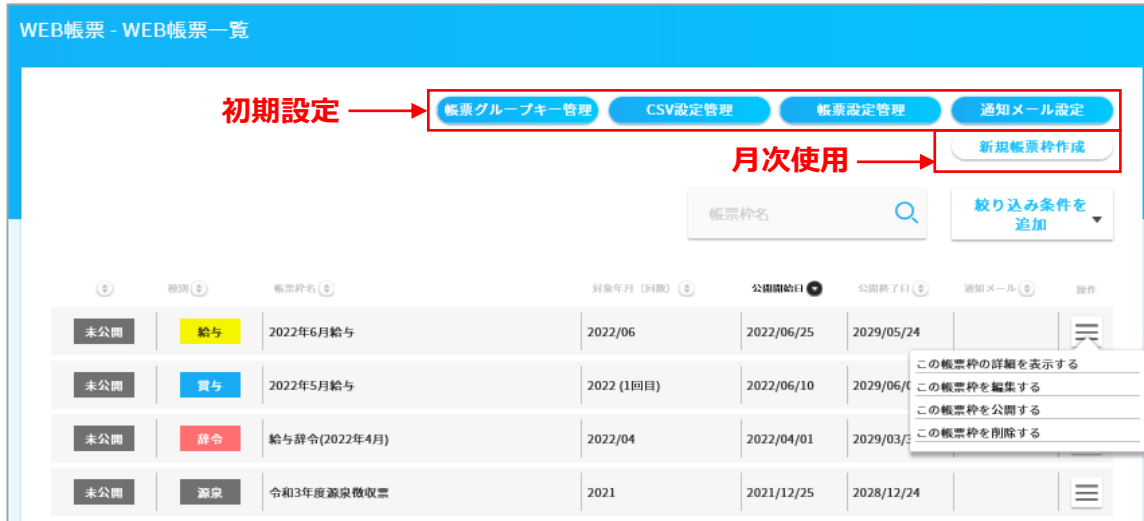 WEB帳票 - WEB帳票一覧
初期設定
帳票グループキー管理
CSV設定管理
帳票設定管理
通知メール設定
月次使用
新規帳票枠作成
帳票枠名
絞り込み条件を
追加
種別
帳票枠名
対象年月 (回数)
公開開始日
公開終了日
通知メール
操作
未公開 給与 2022年6月給与 2022/06 2022/06/25 2029/05/24
この帳票枠の詳細を表示する
未公開 賞与 2022年5月給与 2022 (1回目) 2022/06/10 2029/06/
この帳票枠を編集する
この帳票枠を公開する
未公開 辞令 給与辞令(2022年4月) 2022/04 2022/04/01 2029/03/
この帳票枠を削除する
未公開 源泉 令和3年度源泉徴収票 2021 2021/12/25 2028/12/24